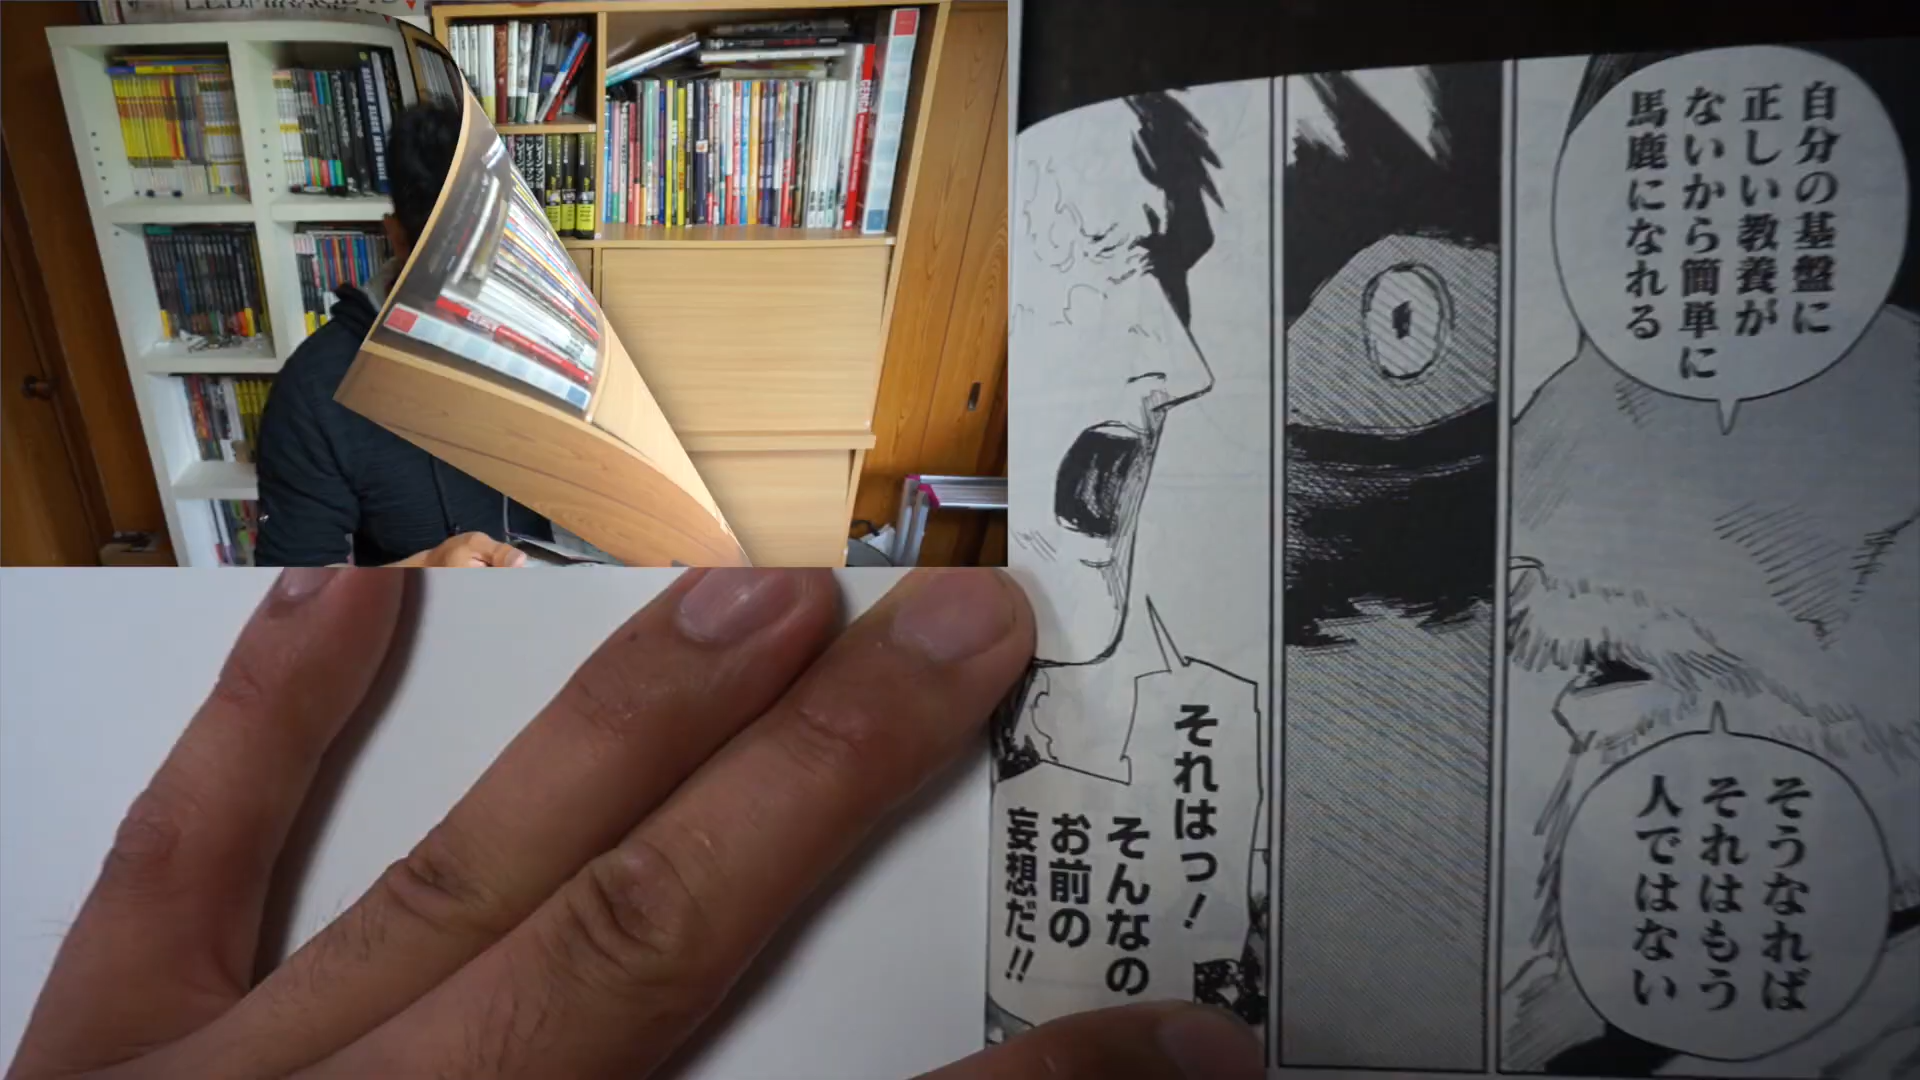 自分の基盤に
正しい教養が
ないから簡単に
馬鹿になれる
そうなれば
それはもう
人ではない
それはっ!
そんなの
お前の
妄想だ!!